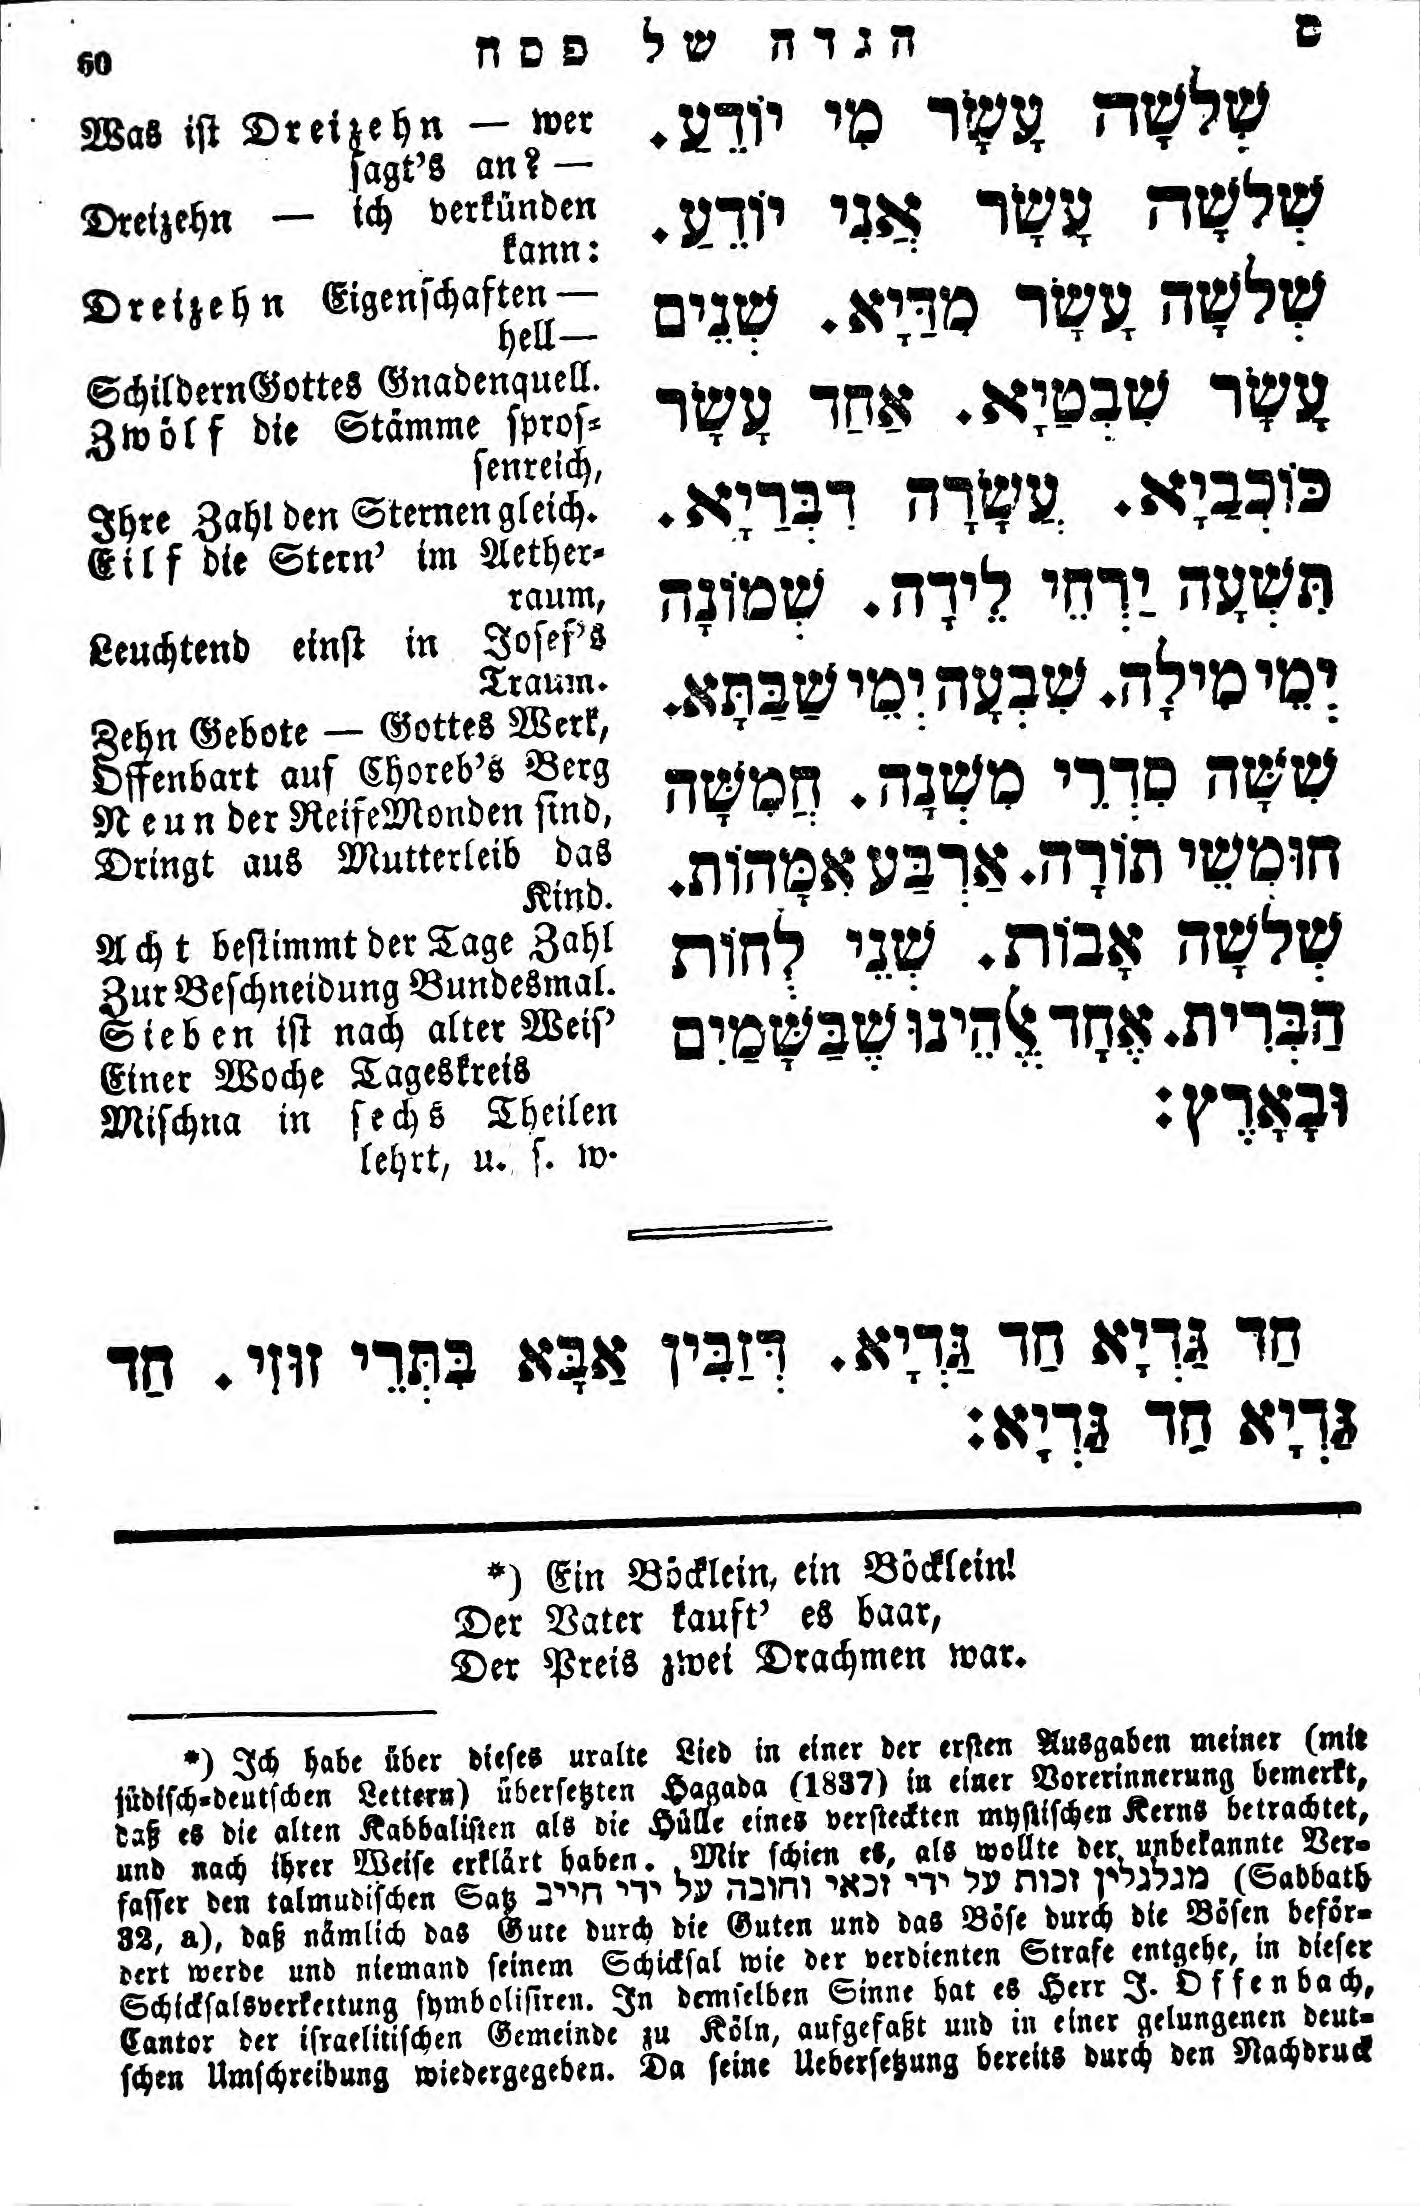 60
הגדה של פסח
ס
Was ist Dreizehn — wer
sagt's an? —
Dreizehn — ich verkünden
kann:
Dreizehn Eigenschaften —
hell—
Schildern Gottes Gnadenquell.
Zwölf die Stämme spros-
senreich,
Ihre Zahl den Sternen gleich.
Eilf die Stern' im Aether-
raum,
Leuchtend einst in Josef's
Traum.
Zehn Gebote — Gottes Werk,
Offenbart auf Choreb's Berg
Neun der Reife Monden sind,
Dringt aus Mutterleib das
Kind.
Acht bestimmt der Tage Zahl
Zur Beschneidung Bundesmal.
Sieben ist nach alter Weis'
Einer Woche Tageskreis
Mischna in sechs Theilen
lehrt, u. s. w.
שְׁלשָׁה עָשָׂר מִי יוֹדֵעַ.
שְׁלשָׁה עָשָׂר אֲנִי יוֹדֵעַ.
שְׁלשָׁה עָשָׂר מִדַּיָא. שְׁנֵים
עָשָׂר שִׁבְטַיָא. אַחַד עָשָׂר
כּוֹכְבַיָא. עֲשָׂרָה דִבְּרַיָא.
תִּשְׁעָה יַרְחֵי לֵידָה. שְׁמוֹנָה
יְמֵי מִילָה. שִׁבְעָה יְמֵי שַׁבַּתָּא.
שִׁשָּׁה סִדְרֵי מִשְׁנָה. חֲמִשָּׁה
חוּמְשֵׁי תוֹרָה. אַרְבַּע אִמָּהוֹת.
שְׁלשָׁה אָבוֹת. שְׁנֵי לְחוֹת
הַבְּרִית. אֶחָד אֱלֹהֵינוּ שֶׁבַּשָּׁמַיִם
וּבָאָרֶץ:
חַד גַּדְיָא חַד גַּדְיָא. דְּזַבִּין אַבָּא בִּתְּרֵי זוּזִי. חַד
גַּדְיָא חַד גַּדְיָא:
*) Ein Böcklein, ein Böcklein!
Der Vater kauft' es baar,
Der Preis zwei Drachmen war.
*) Ich habe über dieses uralte Lied in einer der ersten Ausgaben meiner (mit
jüdisch-deutschen Lettern) übersetzten Hagada (1837) in einer Vorerinnerung bemerkt,
daß es die alten Kabbalisten als die Hülle eines versteckten mystischen Kerns betrachtet,
und nach ihrer Weise erklärt haben. Mir schien es, als wollte der unbekannte Ver-
fasser den talmudischen Satz מגלגלין זכות על ידי זכאי וחובה על ידי חייב (Sabbath
32, a), daß nämlich das Gute durch die Guten und das Böse durch die Bösen beför-
dert werde und niemand seinem Schicksal wie der verdienten Strafe entgehe, in dieser
Schicksalsverkettung symbolisiren. In demselben Sinne hat es Herr J. Offenbach,
Cantor der israelitischen Gemeinde zu Köln, aufgefaßt und in einer gelungenen deut-
schen Umschreibung wiedergegeben. Da seine Uebersetzung bereits durch den Nachdruck